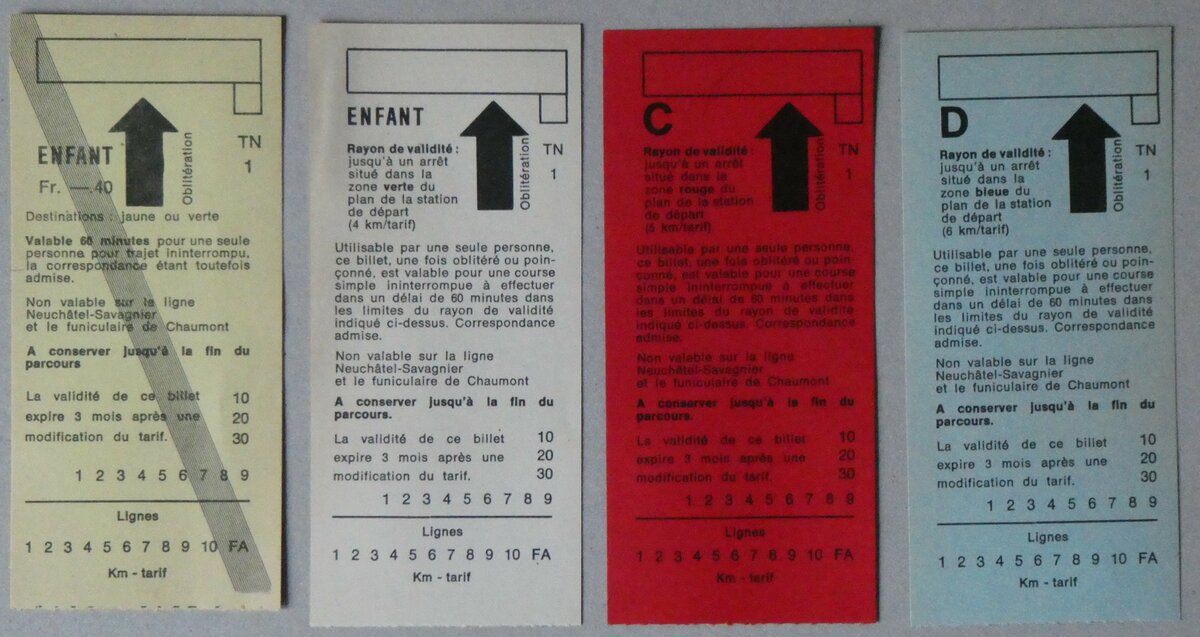 ENFANT
Fr. —.40
Oblitération
TN
1
Destinations : jaune ou verte
Valable 60 minutes pour une seule
personne pour trajet ininterrompu,
la correspondance étant toutefois
admise.
Non valable sur la ligne
Neuchâtel-Savagnier
et le funiculaire de Chaumont
A conserver jusqu'à la fin du
parcours
La validité de ce billet 10
expire 3 mois après une 20
modification du tarif. 30
1 2 3 4 5 6 7 8 9
Lignes
1 2 3 4 5 6 7 8 9 10 FA
Km - tarif
ENFANT
Oblitération
TN
1
Rayon de validité :
jusqu'à un arrêt
situé dans la
zone verte du
plan de la station
de départ
(4 km/tarif)
Utilisable par une seule personne,
ce billet, une fois oblitéré ou poin-
çonné, est valable pour une course
simple ininterrompue à effectuer
dans un délai de 60 minutes dans
les limites du rayon de validité
indiqué ci-dessus. Correspondance
admise.
Non valable sur la ligne
Neuchâtel-Savagnier
et le funiculaire de Chaumont
A conserver jusqu'à la fin du
parcours.
La validité de ce billet 10
expire 3 mois après une 20
modification du tarif. 30
1 2 3 4 5 6 7 8 9
Lignes
1 2 3 4 5 6 7 8 9 10 FA
Km - tarif
C
Oblitération
TN
1
Rayon de validité :
jusqu'à un arrêt
situé dans la
zone rouge du
plan de la station
de départ
(5 km/tarif)
Utilisable par une seule personne,
ce billet, une fois oblitéré ou poin-
çonné, est valable pour une course
simple ininterrompue à effectuer
dans un délai de 60 minutes dans
les limites du rayon de validité
indiqué ci-dessus. Correspondance
admise.
Non valable sur la ligne
Neuchâtel-Savagnier
et le funiculaire de Chaumont
A conserver jusqu'à la fin du
parcours.
La validité de ce billet 10
expire 3 mois après une 20
modification du tarif. 30
1 2 3 4 5 6 7 8 9
Lignes
1 2 3 4 5 6 7 8 9 10 FA
Km - tarif
D
Oblitération
TN
1
Rayon de validité :
jusqu'à un arrêt
situé dans la
zone bleue du
plan de la station
de départ
(6 km/tarif)
Utilisable par une seule personne,
ce billet, une fois oblitéré ou poin-
çonné, est valable pour une course
simple ininterrompue à effectuer
dans un délai de 60 minutes dans
les limites du rayon de validité
indiqué ci-dessus. Correspondance
admise.
Non valable sur la ligne
Neuchâtel-Savagnier
et le funiculaire de Chaumont
A conserver jusqu'à la fin du
parcours.
La validité de ce billet 10
expire 3 mois après une 20
modification du tarif. 30
1 2 3 4 5 6 7 8 9
Lignes
1 2 3 4 5 6 7 8 9 10 FA
Km - tarif